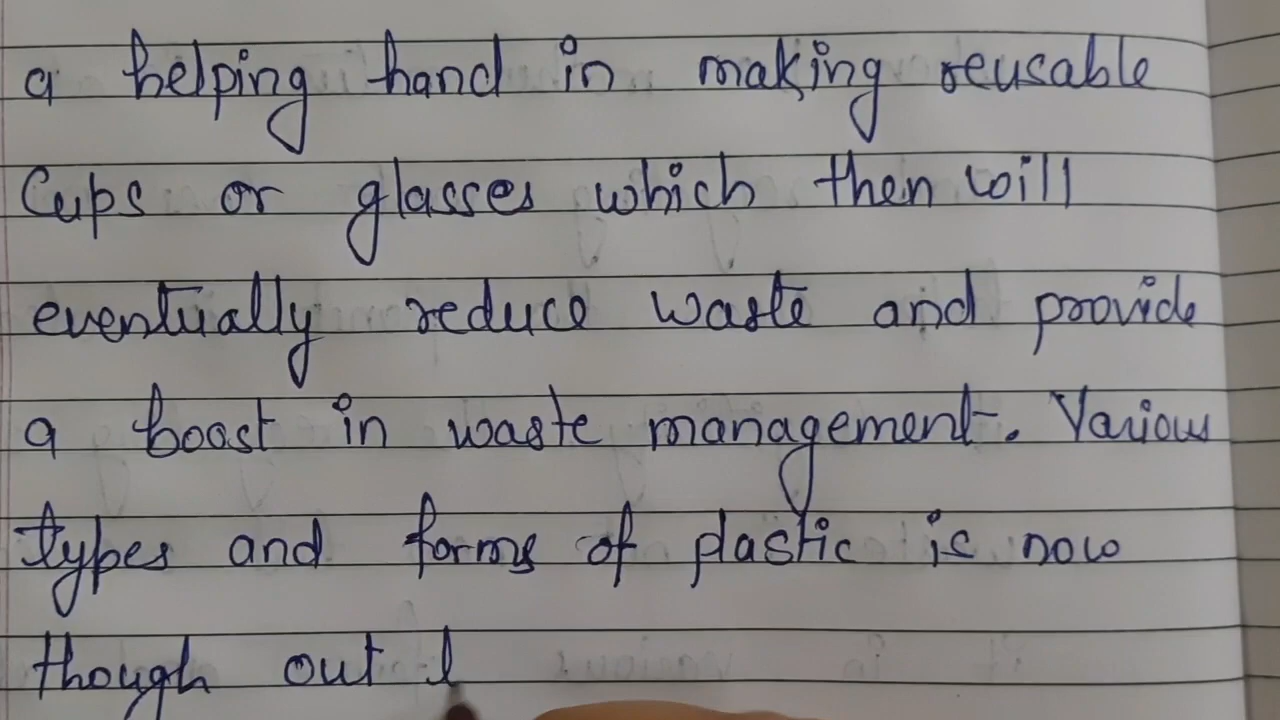 a helping hand in making reusable
Cups or glasses which then will
eventually reduce waste and provide
a boost in waste management. Various
types and forms of plastic is now
though out